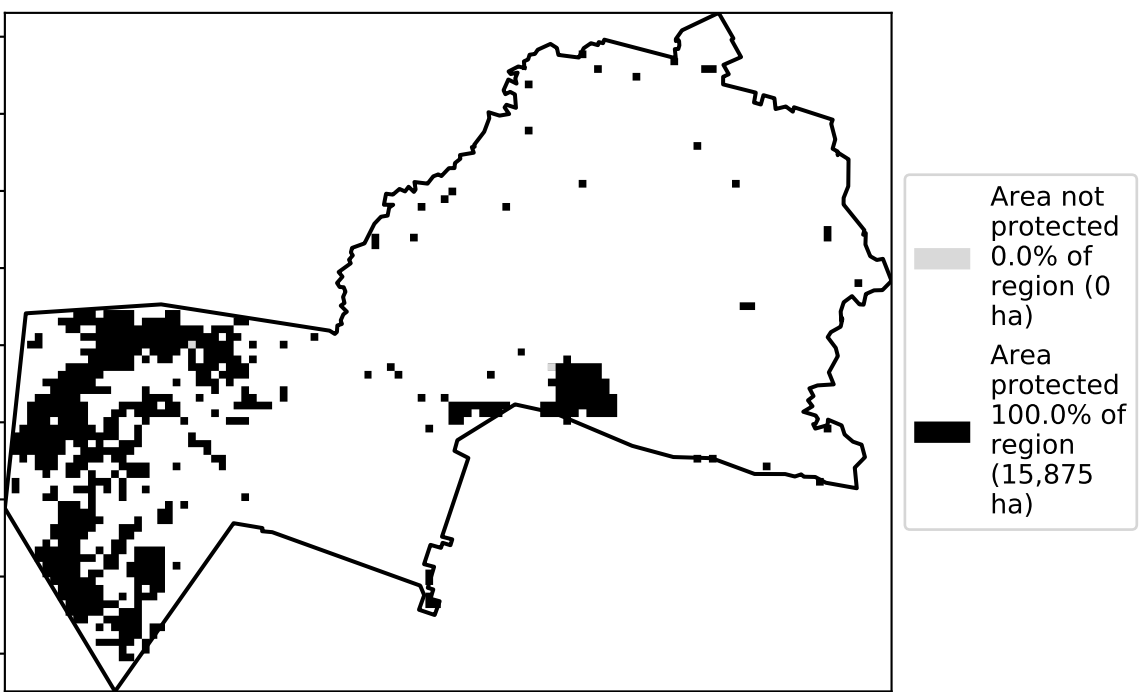 Area not
protected
0.0% of
region (0
ha)
Area
protected
100.0% of
region
(15,875
ha)